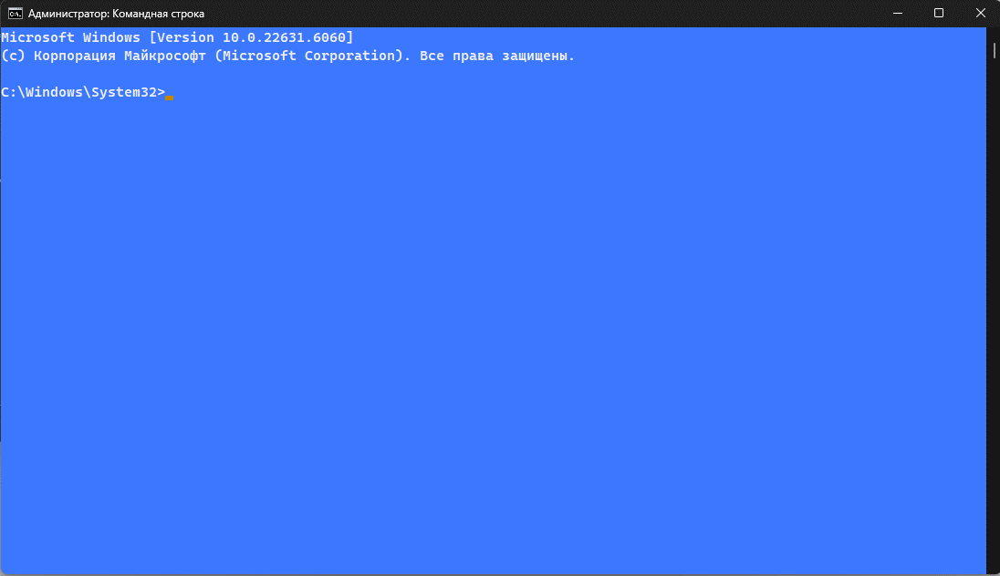 Администратор: Командная строка
Microsoft Windows [Version 10.0.22631.6060]
(c) Корпорация Майкрософт (Microsoft Corporation). Все права защищены.
C:\Windows\System32>